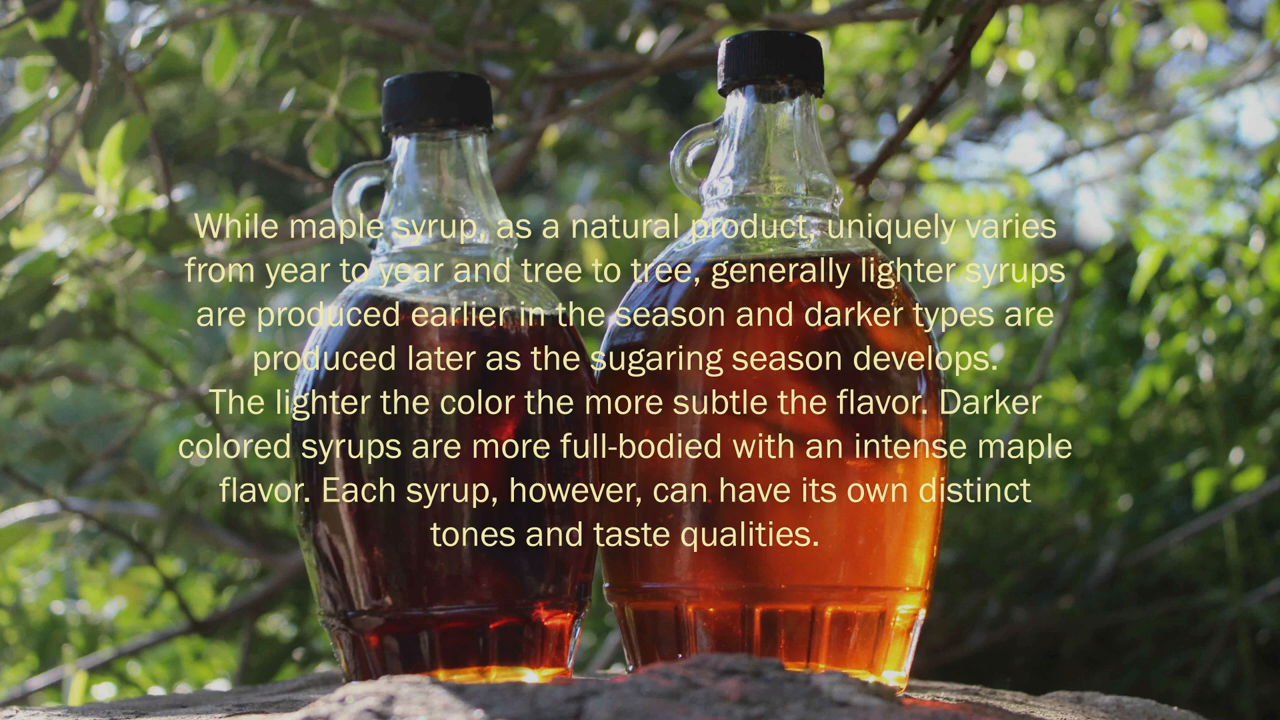 While maple syrup, as a natural product, uniquely varies
from year to year and tree to tree, generally lighter syrups
are produced earlier in the season and darker types are
produced later as the sugaring season develops.
The lighter the color the more subtle the flavor. Darker
colored syrups are more full-bodied with an intense maple
flavor. Each syrup, however, can have its own distinct
tones and taste qualities.